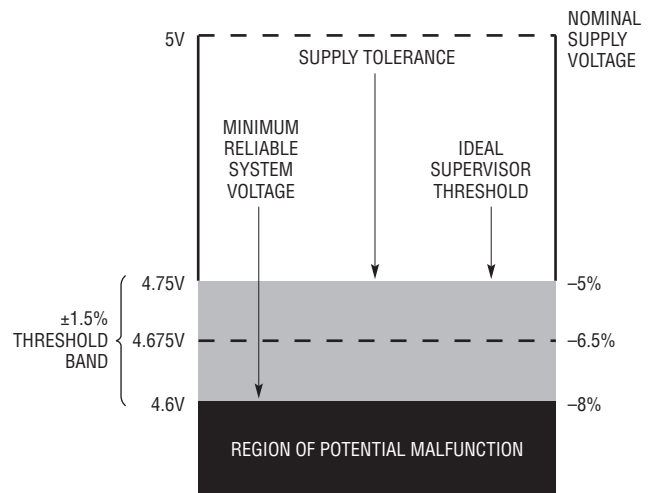 5V
NOMINAL
SUPPLY
VOLTAGE
SUPPLY TOLERANCE
MINIMUM
RELIABLE
SYSTEM
VOLTAGE
IDEAL
SUPERVISOR
THRESHOLD
4.75V
–5%
±1.5%
THRESHOLD
BAND
4.675V
–6.5%
4.6V
–8%
REGION OF POTENTIAL MALFUNCTION